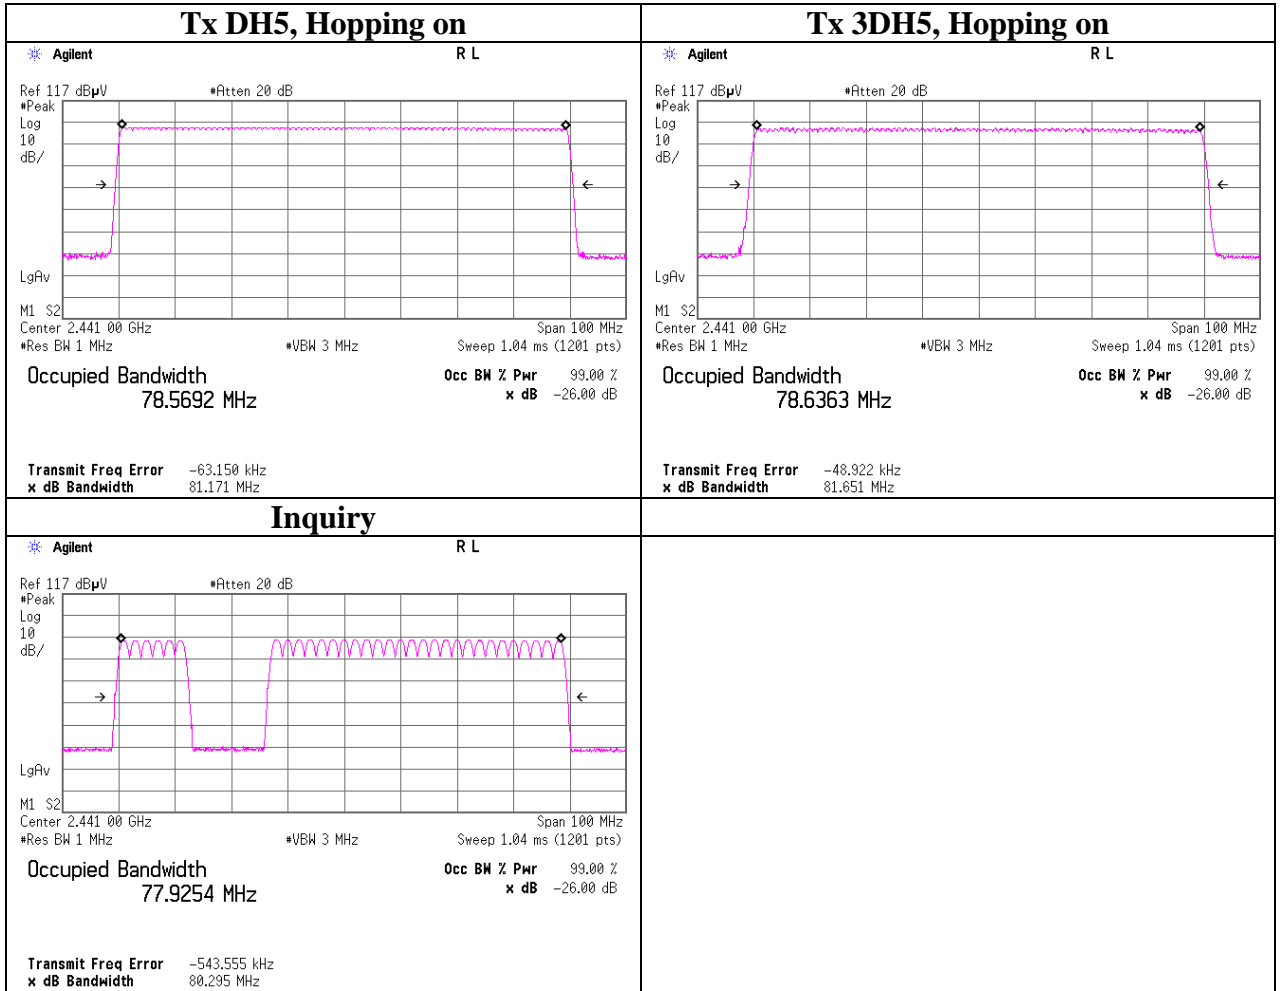 Tx DH5, Hopping on
Agilent R L
Ref 117 dBµV #Atten 20 dB
#Peak
Log
10
dB/
LgAv
M1 S2
Center 2.441 00 GHz Span 100 MHz
#Res BW 1 MHz #VBW 3 MHz Sweep 1.04 ms (1201 pts)
Occupied Bandwidth Occ BW % Pwr 99.00 %
78.5692 MHz x dB -26.00 dB
Transmit Freq Error -63.150 kHz
x dB Bandwidth 81.171 MHz
Tx 3DH5, Hopping on
Agilent R L
Ref 117 dBµV #Atten 20 dB
#Peak
Log
10
dB/
LgAv
M1 S2
Center 2.441 00 GHz Span 100 MHz
#Res BW 1 MHz #VBW 3 MHz Sweep 1.04 ms (1201 pts)
Occupied Bandwidth Occ BW % Pwr 99.00 %
78.6363 MHz x dB -26.00 dB
Transmit Freq Error -48.922 kHz
x dB Bandwidth 81.651 MHz
Inquiry
Agilent R L
Ref 117 dBµV #Atten 20 dB
#Peak
Log
10
dB/
LgAv
M1 S2
Center 2.441 00 GHz Span 100 MHz
#Res BW 1 MHz #VBW 3 MHz Sweep 1.04 ms (1201 pts)
Occupied Bandwidth Occ BW % Pwr 99.00 %
77.9254 MHz x dB -26.00 dB
Transmit Freq Error -543.555 kHz
x dB Bandwidth 80.295 MHz